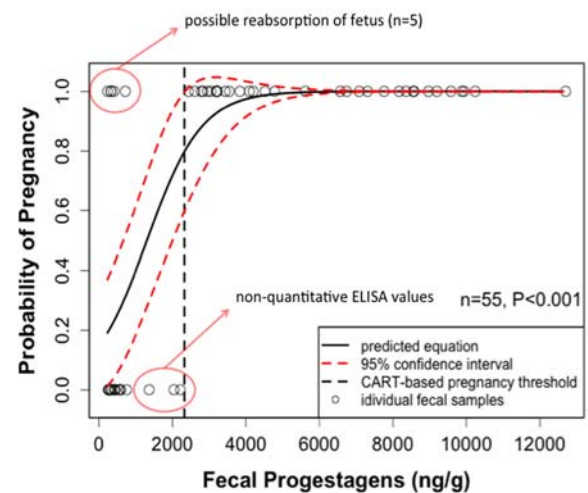 possible reabsorption of fetus (n=5)
Probability of Pregnancy
1.0
0.8
0.6
0.4
0.2
0.0
non-quantitative ELISA values
n=55, P<0.001
predicted equation
95% confidence interval
CART-based pregnancy threshold
idividual fecal samples
0 2000 4000 6000 8000 10000 12000
Fecal Progestagens (ng/g)